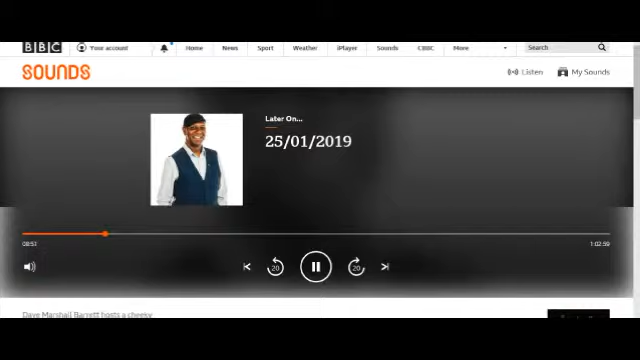 BBC Your account Home News Sport Weather iPlayer Sounds CBBC More Search
SOUNDS Listen My Sounds
Later On...
25/01/2019
08:51 1:02:59
20 20
Dave Marshall Barrett hosts a cheeky